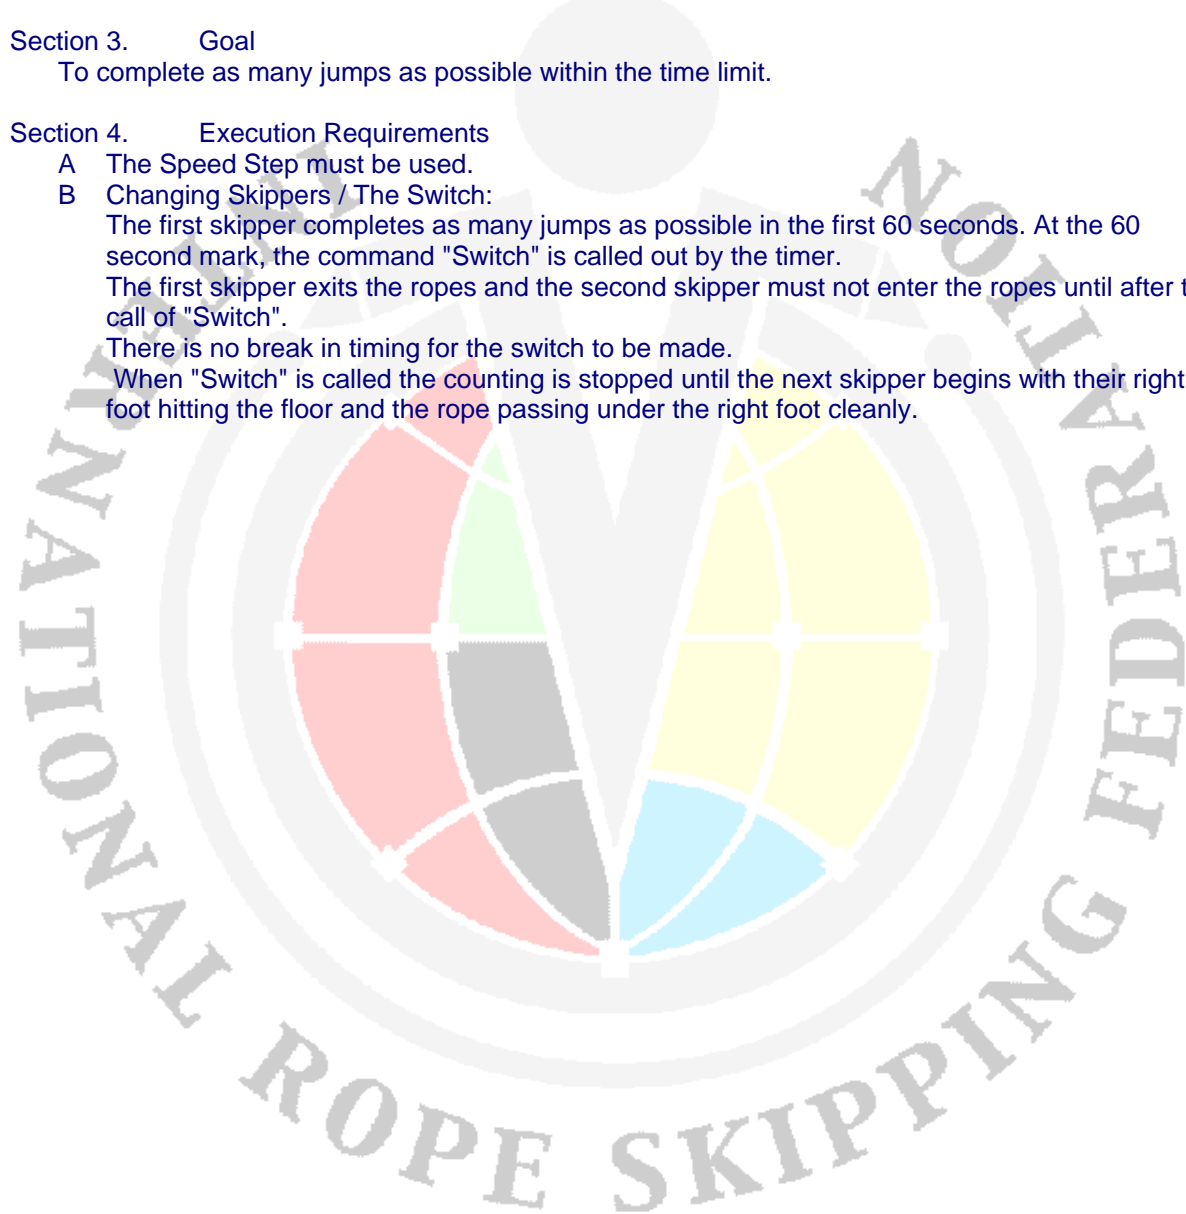 Section 3. Goal
To complete as many jumps as possible within the time limit.
Section 4. Execution Requirements
A The Speed Step must be used.
B Changing Skippers / The Switch:
The first skipper completes as many jumps as possible in the first 60 seconds. At the 60
second mark, the command "Switch" is called out by the timer.
The first skipper exits the ropes and the second skipper must not enter the ropes until after
call of "Switch".
There is no break in timing for the switch to be made.
When "Switch" is called the counting is stopped until the next skipper begins with their right
foot hitting the floor and the rope passing under the right foot cleanly.
INTERNATIONAL ROPE SKIPPING FEDERATION